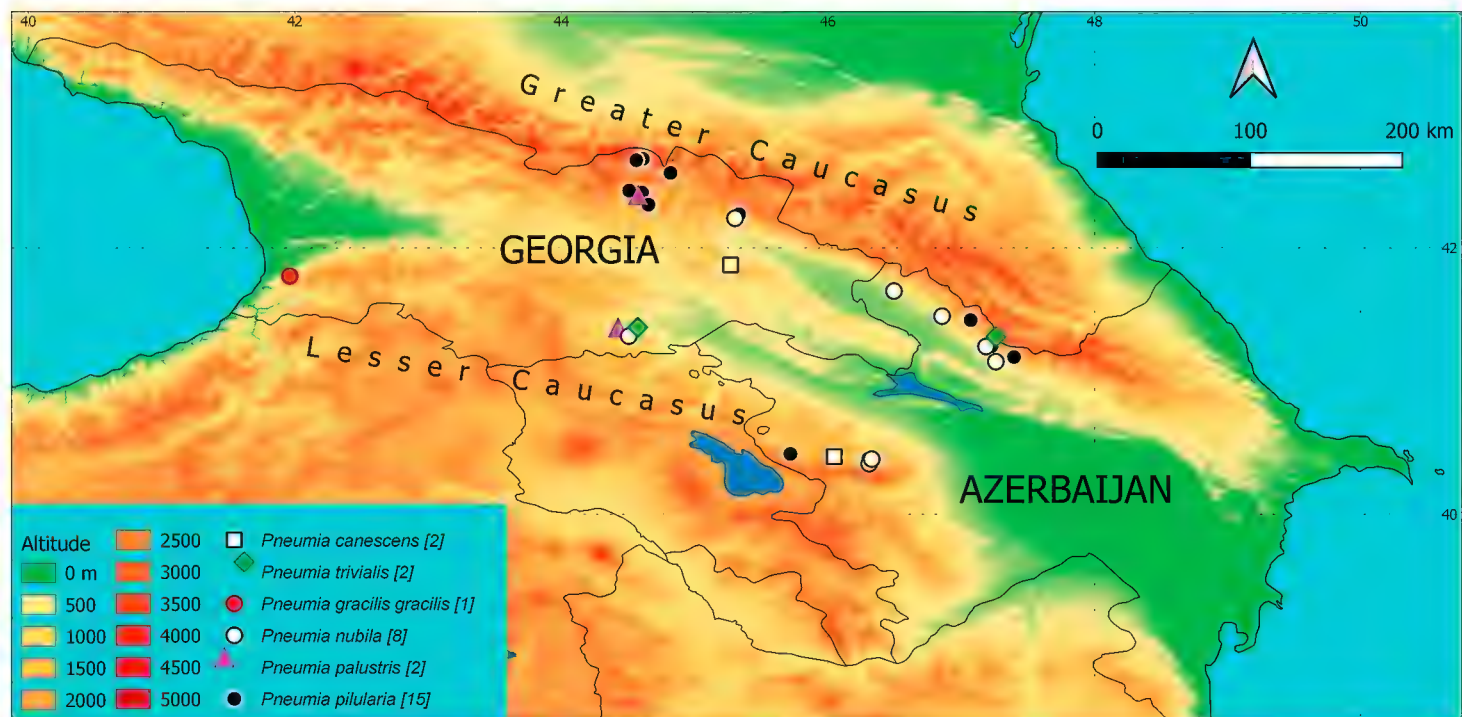 40 42 44 46 48 50
Greater Caucasus
0 100 200 km
GEORGIA
42
Lesser Caucasus
AZERBAIJAN
40
Altitude
0 m
500
1000
1500
2000
2500
3000
3500
4000
4500
5000
Pneumia canescens [2]
Pneumia trivialis [2]
Pneumia gracilis gracilis [1]
Pneumia nubila [8]
Pneumia palustris [2]
Pneumia pilularia [15]